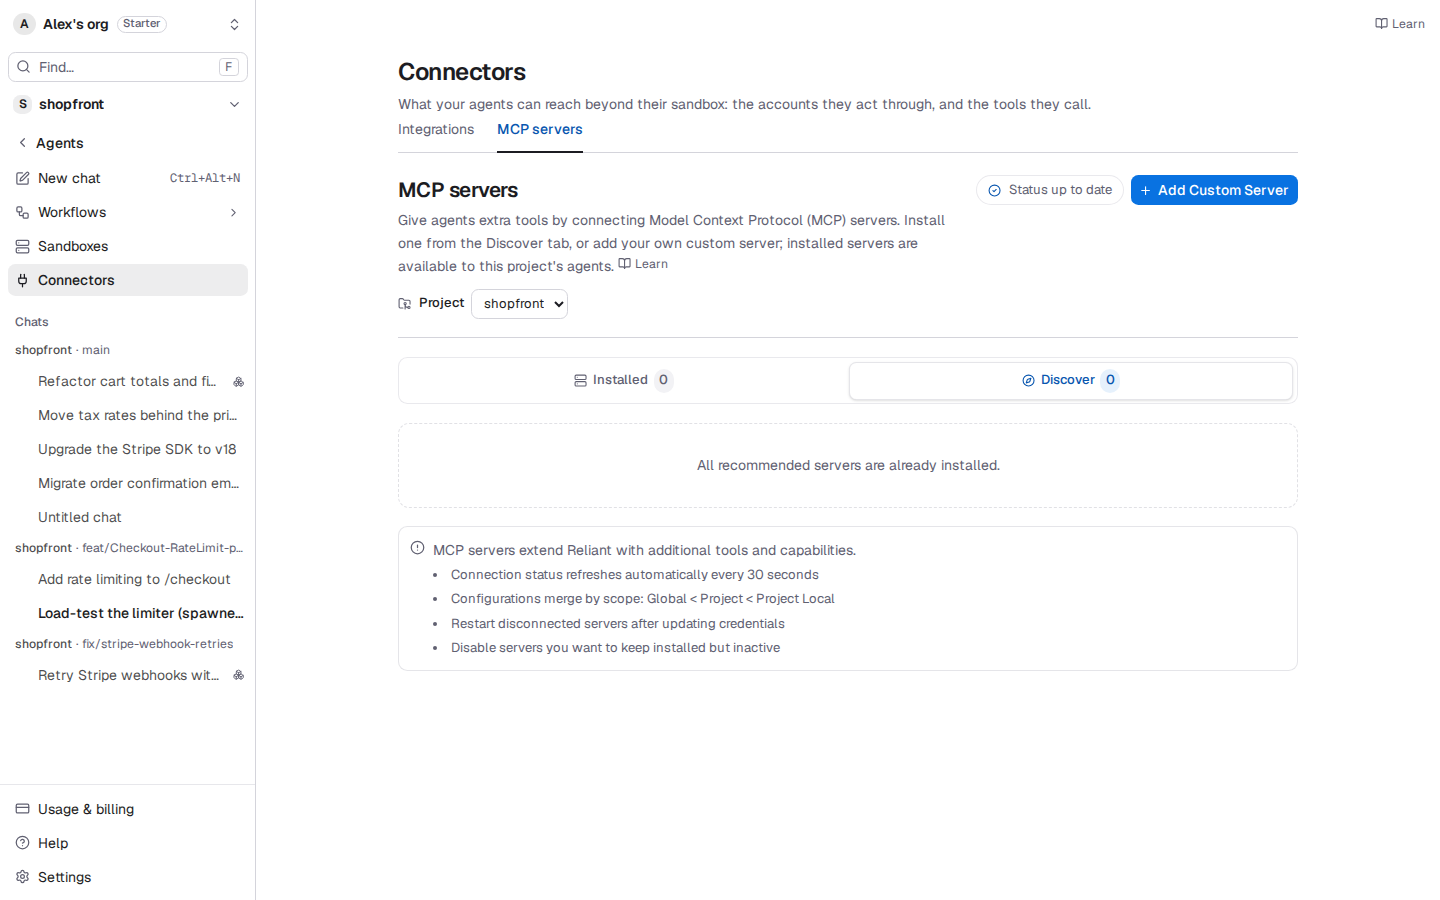 A Alex's org Starter
Find... F
S shopfront
Agents
New chat Ctrl+Alt+N
Workflows
Sandboxes
Connectors
Chats
shopfront · main
Refactor cart totals and fi...
Move tax rates behind the pri...
Upgrade the Stripe SDK to v18
Migrate order confirmation em...
Untitled chat
shopfront · feat/Checkout-RateLimit-p...
Add rate limiting to /checkout
Load-test the limiter (spawne...
shopfront · fix/stripe-webhook-retries
Retry Stripe webhooks wit...
Usage & billing
Help
Settings
Learn
Connectors
What your agents can reach beyond their sandbox: the accounts they act through, and the tools they call.
Integrations MCP servers
MCP servers
Status up to date
+ Add Custom Server
Give agents extra tools by connecting Model Context Protocol (MCP) servers. Install
one from the Discover tab, or add your own custom server; installed servers are
available to this project's agents. Learn
Project shopfront
Installed 0
Discover 0
All recommended servers are already installed.
MCP servers extend Reliant with additional tools and capabilities.
• Connection status refreshes automatically every 30 seconds
• Configurations merge by scope: Global < Project < Project Local
• Restart disconnected servers after updating credentials
• Disable servers you want to keep installed but inactive